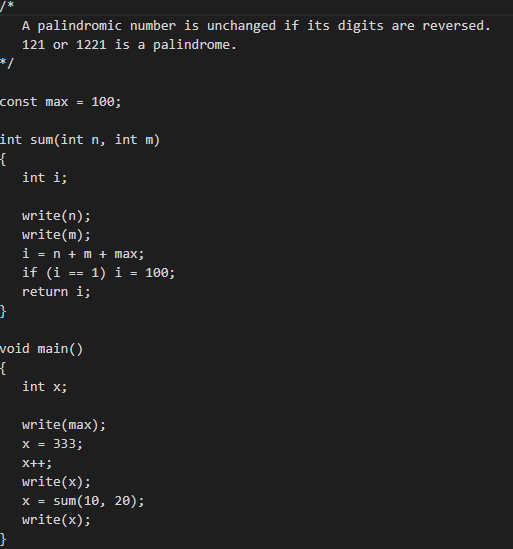 /*
   A palindromic number is unchanged if its digits are reversed.
   121 or 1221 is a palindrome.
*/

const max = 100;

int sum(int n, int m)
{
   int i;

   write(n);
   write(m);
   i = n + m + max;
   if (i == 1) i = 100;
   return i;
}

void main()
{
   int x;

   write(max);
   x = 333;
   x++;
   write(x);
   x = sum(10, 20);
   write(x);
}